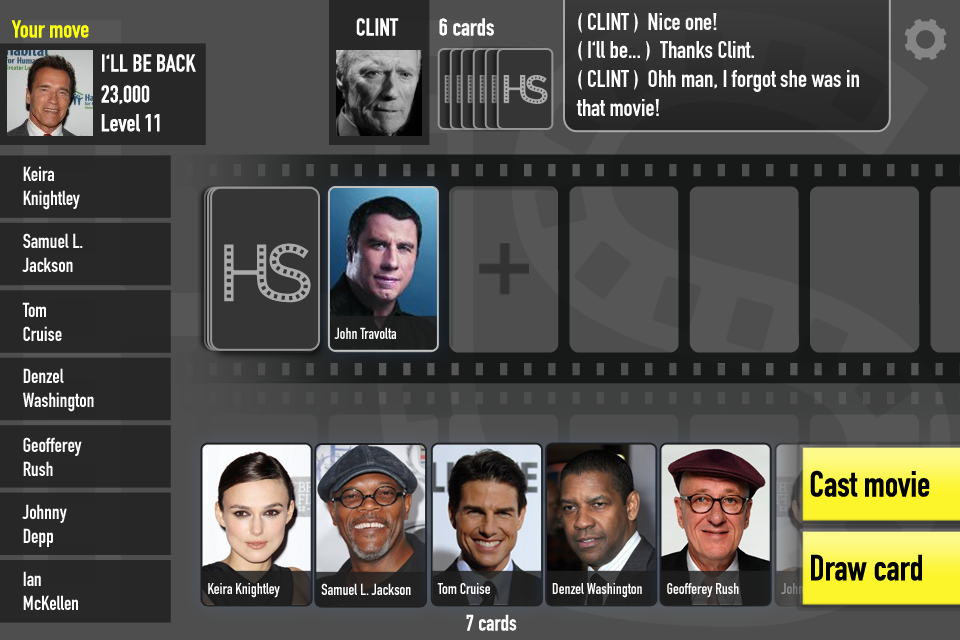 Your move
I'LL BE BACK
23,000
Level 11
CLINT
6 cards
HS
( CLINT ) Nice one!
( I'll be... ) Thanks Clint.
( CLINT ) Ohh man, I forgot she was in
that movie!
Keira
Knightley
Samuel L.
Jackson
Tom
Cruise
Denzel
Washington
Geofferey
Rush
Johnny
Depp
Ian
McKellen
HS
John Travolta
+
Keira Knightley
Samuel L. Jackson
Tom Cruise
Denzel Washington
Geofferey Rush
Cast movie
Draw card
7 cards